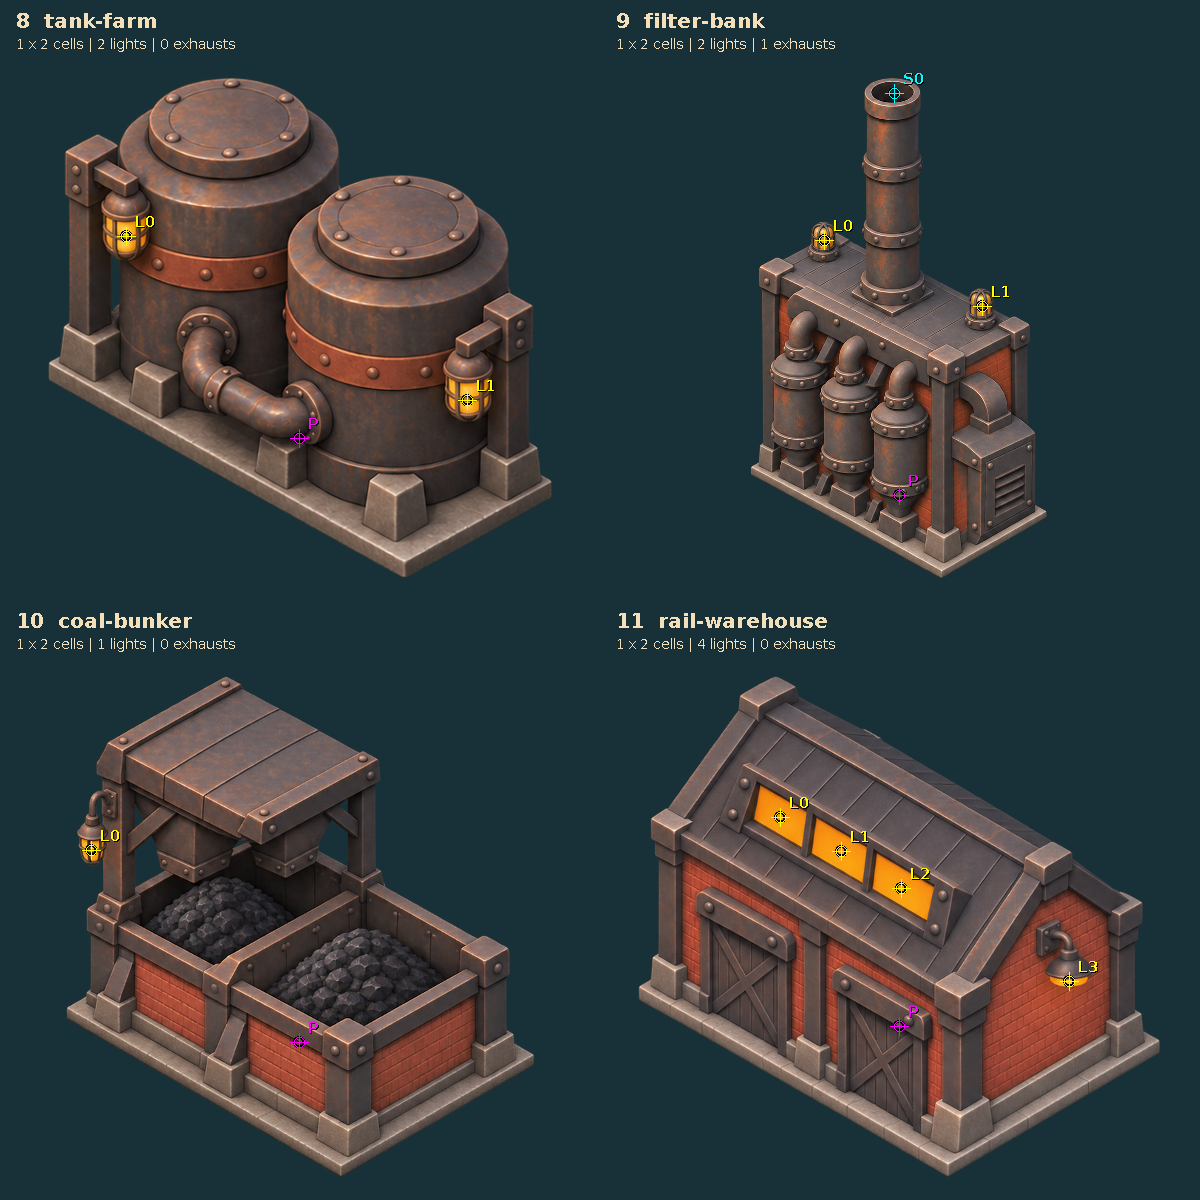 8 tank-farm
1 x 2 cells | 2 lights | 0 exhausts
L0
L1
P
9 filter-bank
1 x 2 cells | 2 lights | 1 exhausts
S0
L0
L1
P
10 coal-bunker
1 x 2 cells | 1 lights | 0 exhausts
L0
P
11 rail-warehouse
1 x 2 cells | 4 lights | 0 exhausts
L0
L1
L2
L3
P